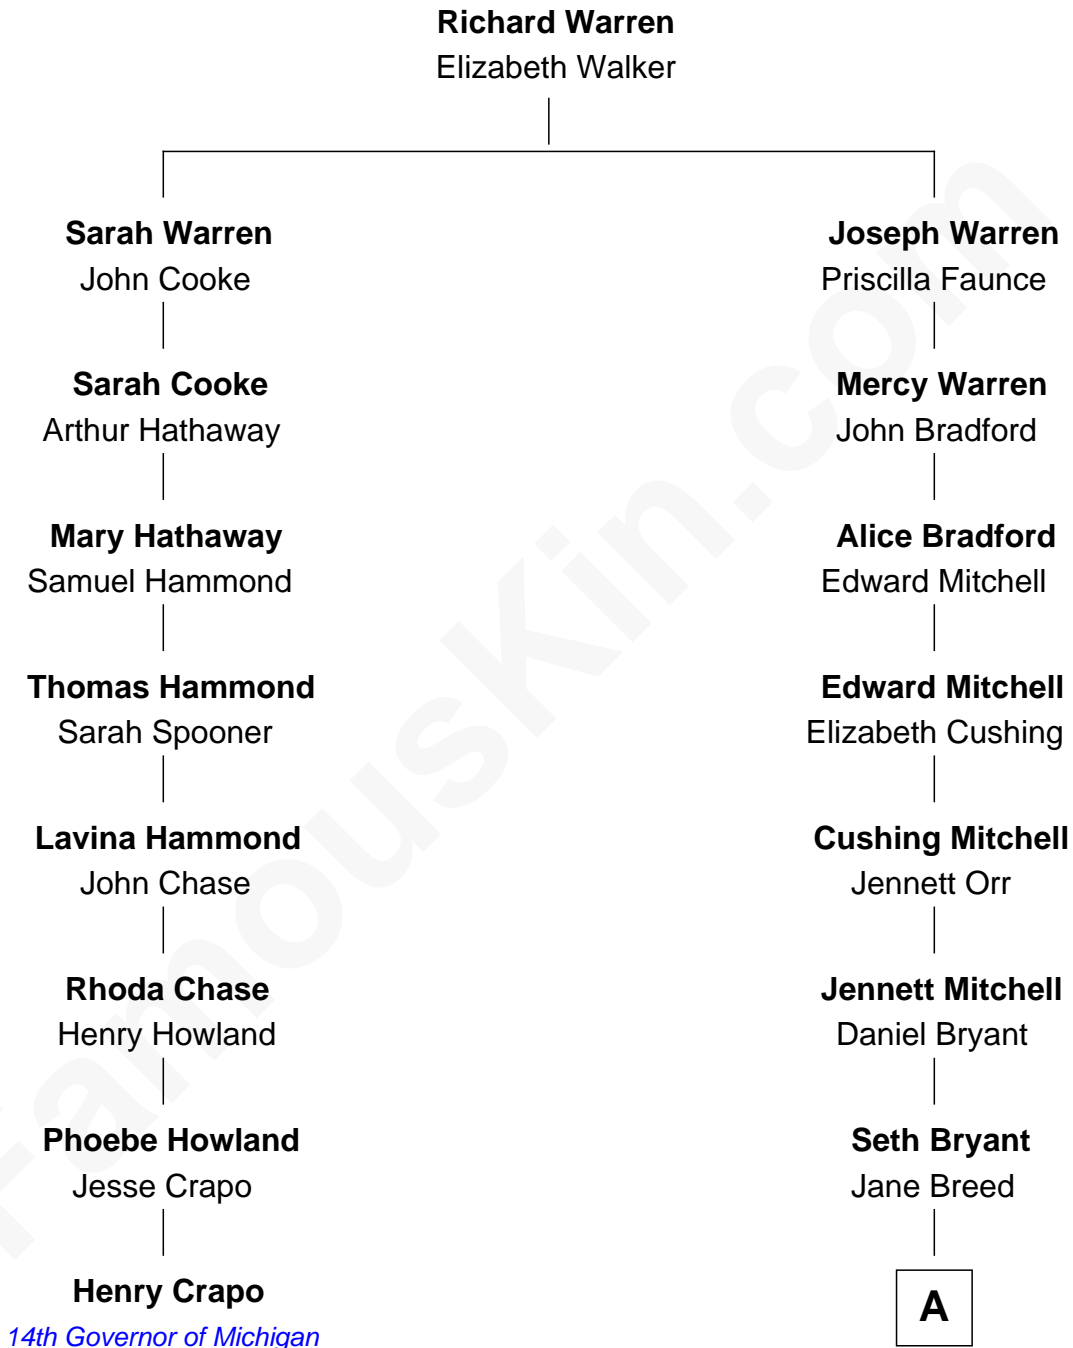 Richard Warren
Elizabeth Walker
Sarah Warren
John Cooke
Joseph Warren
Priscilla Faunce
Sarah Cooke
Arthur Hathaway
Mercy Warren
John Bradford
Mary Hathaway
Samuel Hammond
Alice Bradford
Edward Mitchell
Thomas Hammond
Sarah Spooner
Edward Mitchell
Elizabeth Cushing
Lavina Hammond
John Chase
Cushing Mitchell
Jennett Orr
Rhoda Chase
Henry Howland
Jennett Mitchell
Daniel Bryant
Phoebe Howland
Jesse Crapo
Seth Bryant
Jane Breed
Henry Crapo
14th Governor of Michigan
A
FamousKin.com